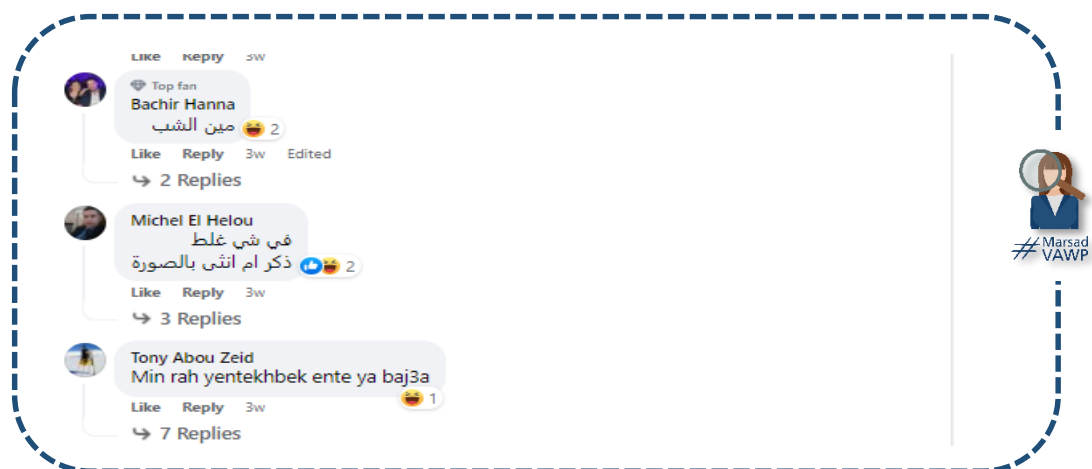 Like Reply 3w
Top fan
Bachir Hanna
مين الشب
2
Like Reply 3w Edited
2 Replies
Michel El Helou
في شي غلط
ذكر ام انثى بالصورة
2
Like Reply 3w
3 Replies
Tony Abou Zeid
Min rah yentekhbek ente ya baj3a
1
Like Reply 3w
7 Replies
#Marsad
VAWP